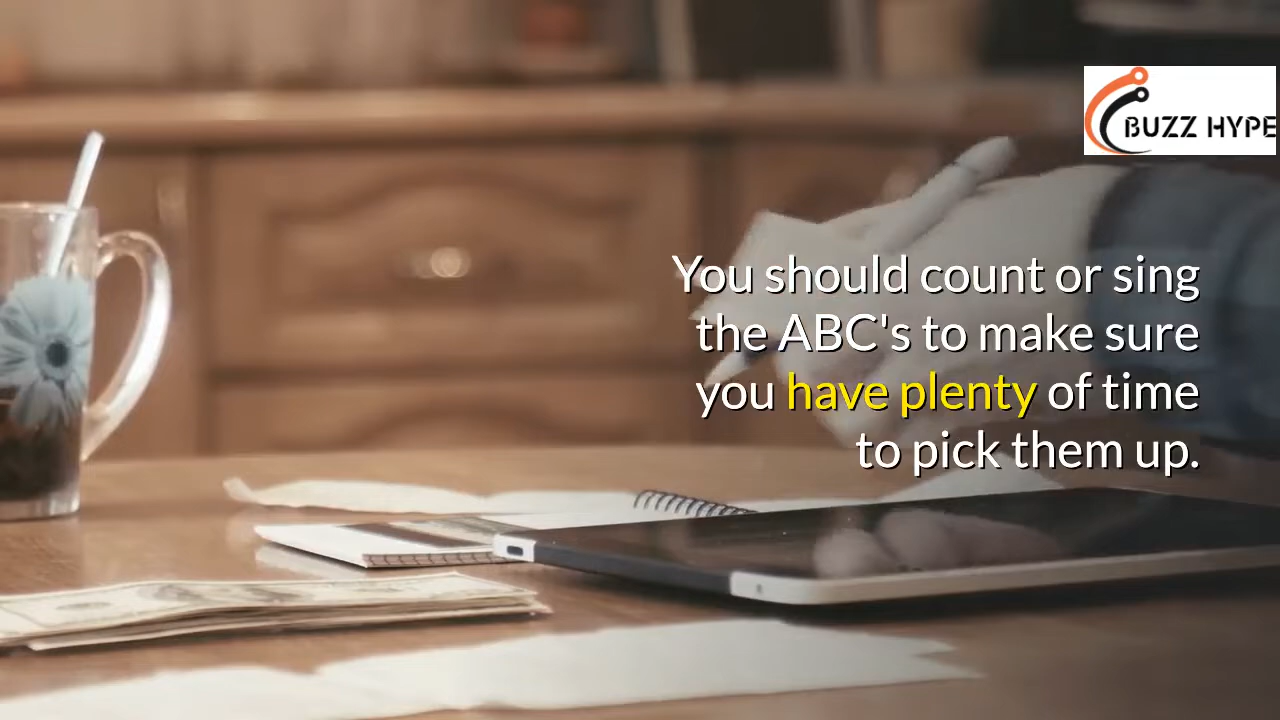 BUZZ HYPE
You should count or sing
the ABC's to make sure
you have plenty of time
to pick them up.